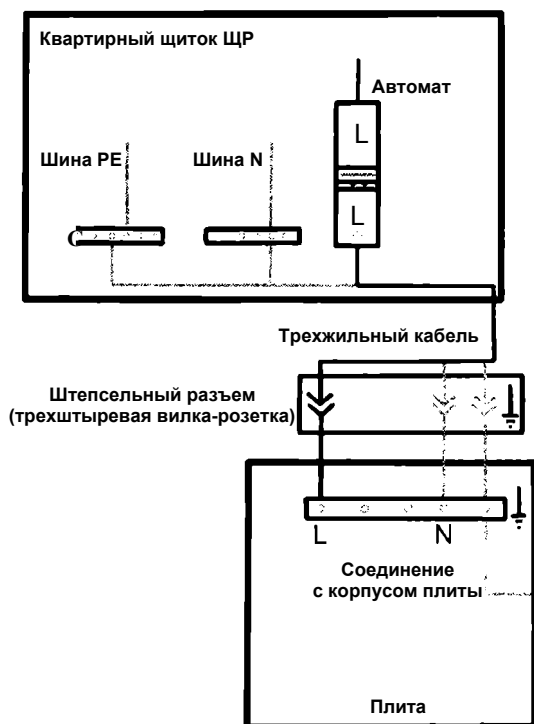 Квартирный щиток ЩР
Автомат
L
Шина PE
Шина N
L
Трехжильный кабель
Штепсельный разъем
(трехштыревая вилка-розетка)
L
N
Соединение
с корпусом плиты
Плита